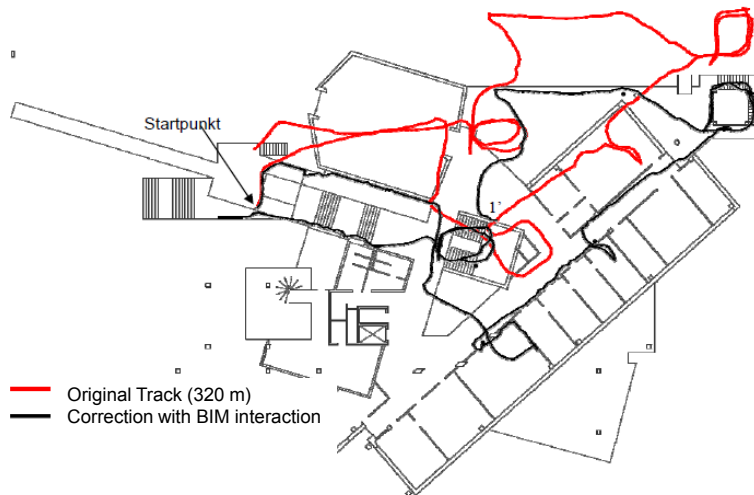 Startpunkt
1'
Original Track (320 m)
Correction with BIM interaction